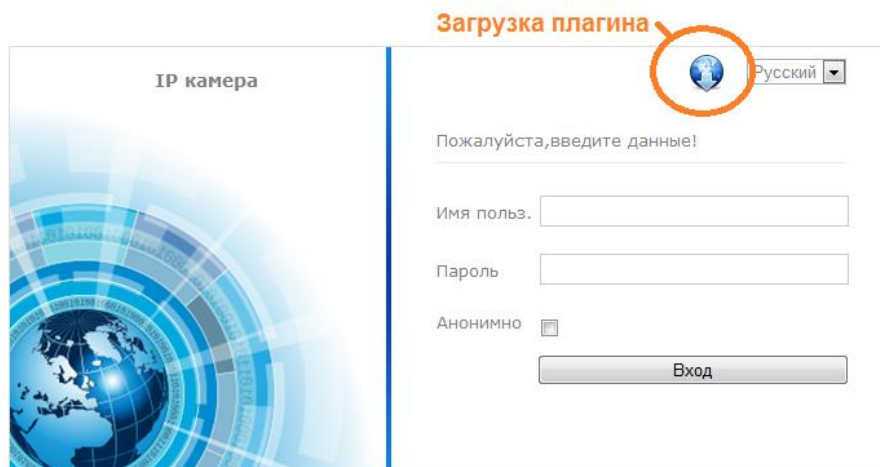 Загрузка плагина
IP камера
Русский
Пожалуйста,введите данные!
Имя польз.
Пароль
Анонимно
Вход